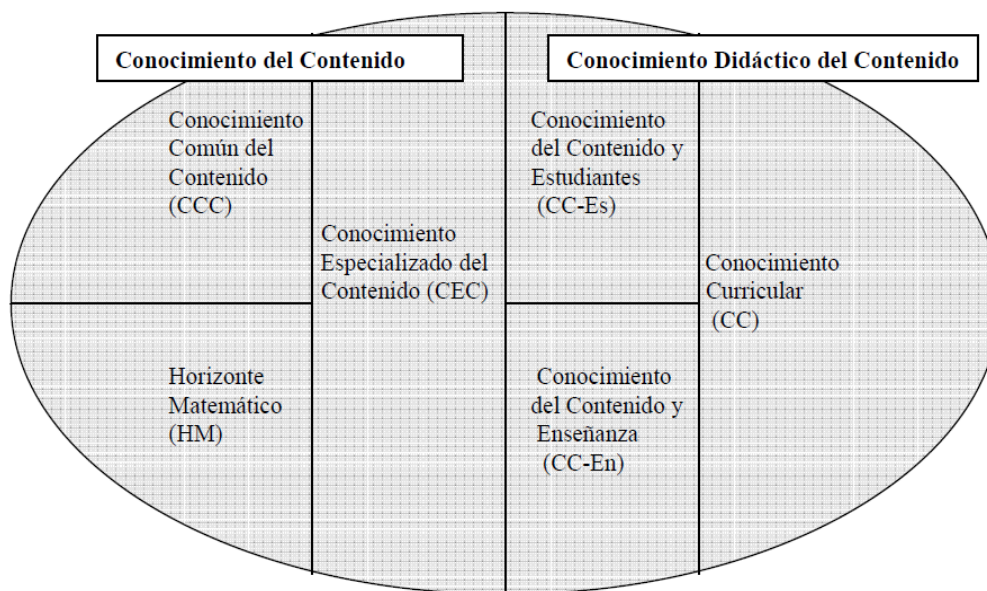 Conocimiento del Contenido
Conocimiento Didáctico del Contenido
Conocimiento
Común del
Contenido
(CCC)
Conocimiento
Especializado del
Contenido (CEC)
Horizonte
Matemático
(HM)
Conocimiento
del Contenido y
Estudiantes
(CC-Es)
Conocimiento
Curricular
(CC)
Conocimiento
del Contenido y
Enseñanza
(CC-En)